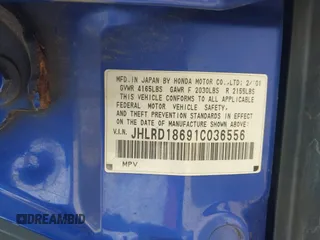 MFD.IN JAPAN BY HONDA MOTOR CO.,LTD: 2/01
GVWR 4165LBS GAWR F 2030LBS R 2155LBS
THIS VEHICLE CONFORMS TO ALL APPLICABLE
FEDERAL MOTOR VEHICLE SAFETY,
AND THEFT PREVENTION STANDARDS IN EFFECT
ON THE DATE OF MANUFACTURE SHOWN ABOVE
V.I.N. JHLRD18691C036556
MPV
DREAMBID